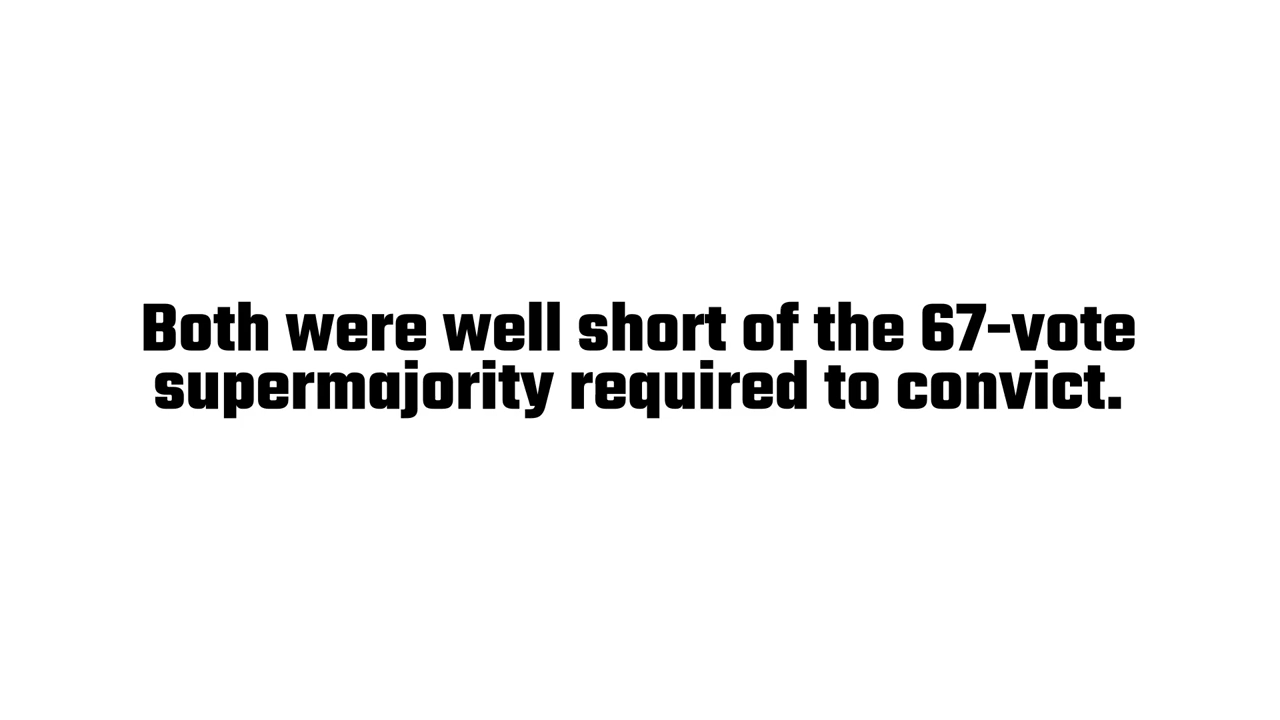 Both were well short of the 67-vote
supermajority required to convict.